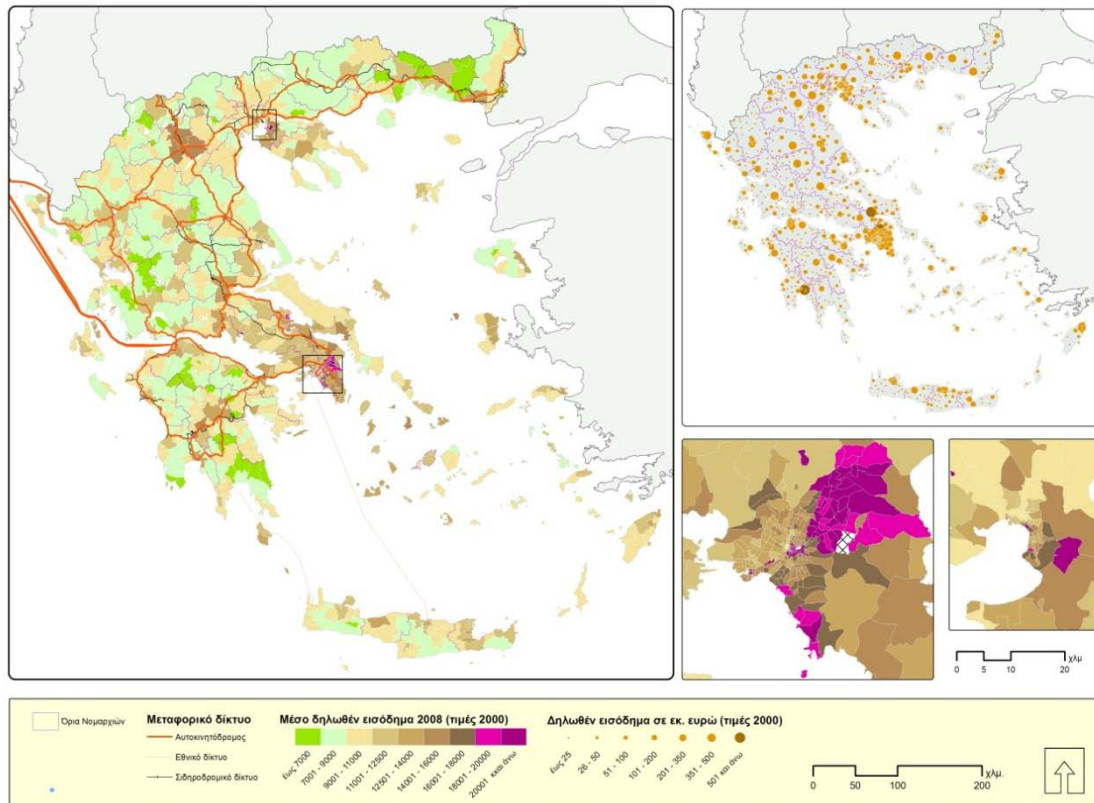 0 5 10 20 χλμ
Όρια Νομαρχιών
Μεταφορικό δίκτυο
Αυτοκινητόδρομος
Εθνικό δίκτυο
Σιδηροδρομικό δίκτυο
Μέσο δηλωθέν εισόδημα 2008 (τιμές 2000)
έως 7000
7001 - 9000
9001 - 11000
11001 - 12500
12501 - 14000
14001 - 16000
16001 - 18000
18001 - 20000
20001 κκαι άνω
Δηλωθέν εισόδημα σε εκ. ευρώ (τιμές 2000)
έως 25
26 - 50
51 - 100
101 - 200
201 - 350
351 - 500
501 και άνω
0 50 100 200 χλμ.